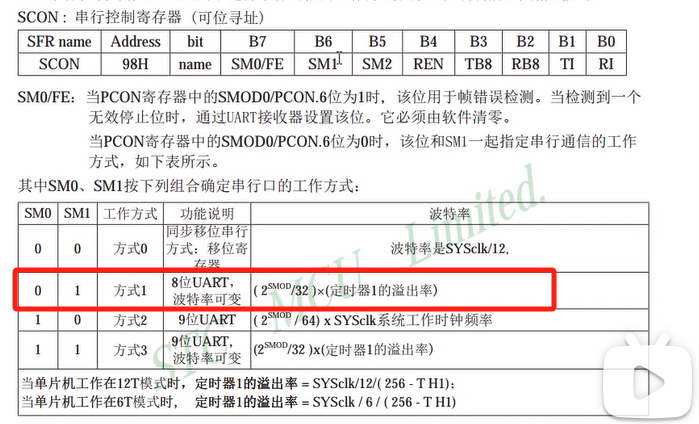 SCON：串行控制寄存器（可位寻址）
SFR name Address bit B7 B6 B5 B4 B3 B2 B1 B0
SCON 98H name SM0/FE SM1 SM2 REN TB8 RB8 TI RI
SM0/FE：当PCON寄存器中的SMOD0/PCON.6位为1时，该位用于帧错误检测。当检测到一个
无效停止位时，通过UART接收器设置该位。它必须由软件清零。
当PCON寄存器中的SMOD0/PCON.6位为0时，该位和SM1一起指定串行通信的工作
方式，如下表所示。
其中SM0、SM1按下列组合确定串行口的工作方式：
SM0 SM1 工作方式 功能说明 波特率
0 0 方式0 同步移位串行方式：移位寄存器 波特率是SYSclk/12,
0 1 方式1 8位UART，波特率可变 ( 2^SMOD/32 )×(定时器1的溢出率)
1 0 方式2 9位UART ( 2^SMOD / 64) x SYSclk系统工作时钟频率
1 1 方式3 9位UART，波特率可变 (2^SMOD/32 )x(定时器1的溢出率)
当单片机工作在12T模式时，定时器1的溢出率 = SYSclk/12/( 256 - T H1)；
当单片机工作在6T模式时， 定时器1的溢出率 = SYSclk / 6 / ( 256 - T H1)
STC MCU Limited.